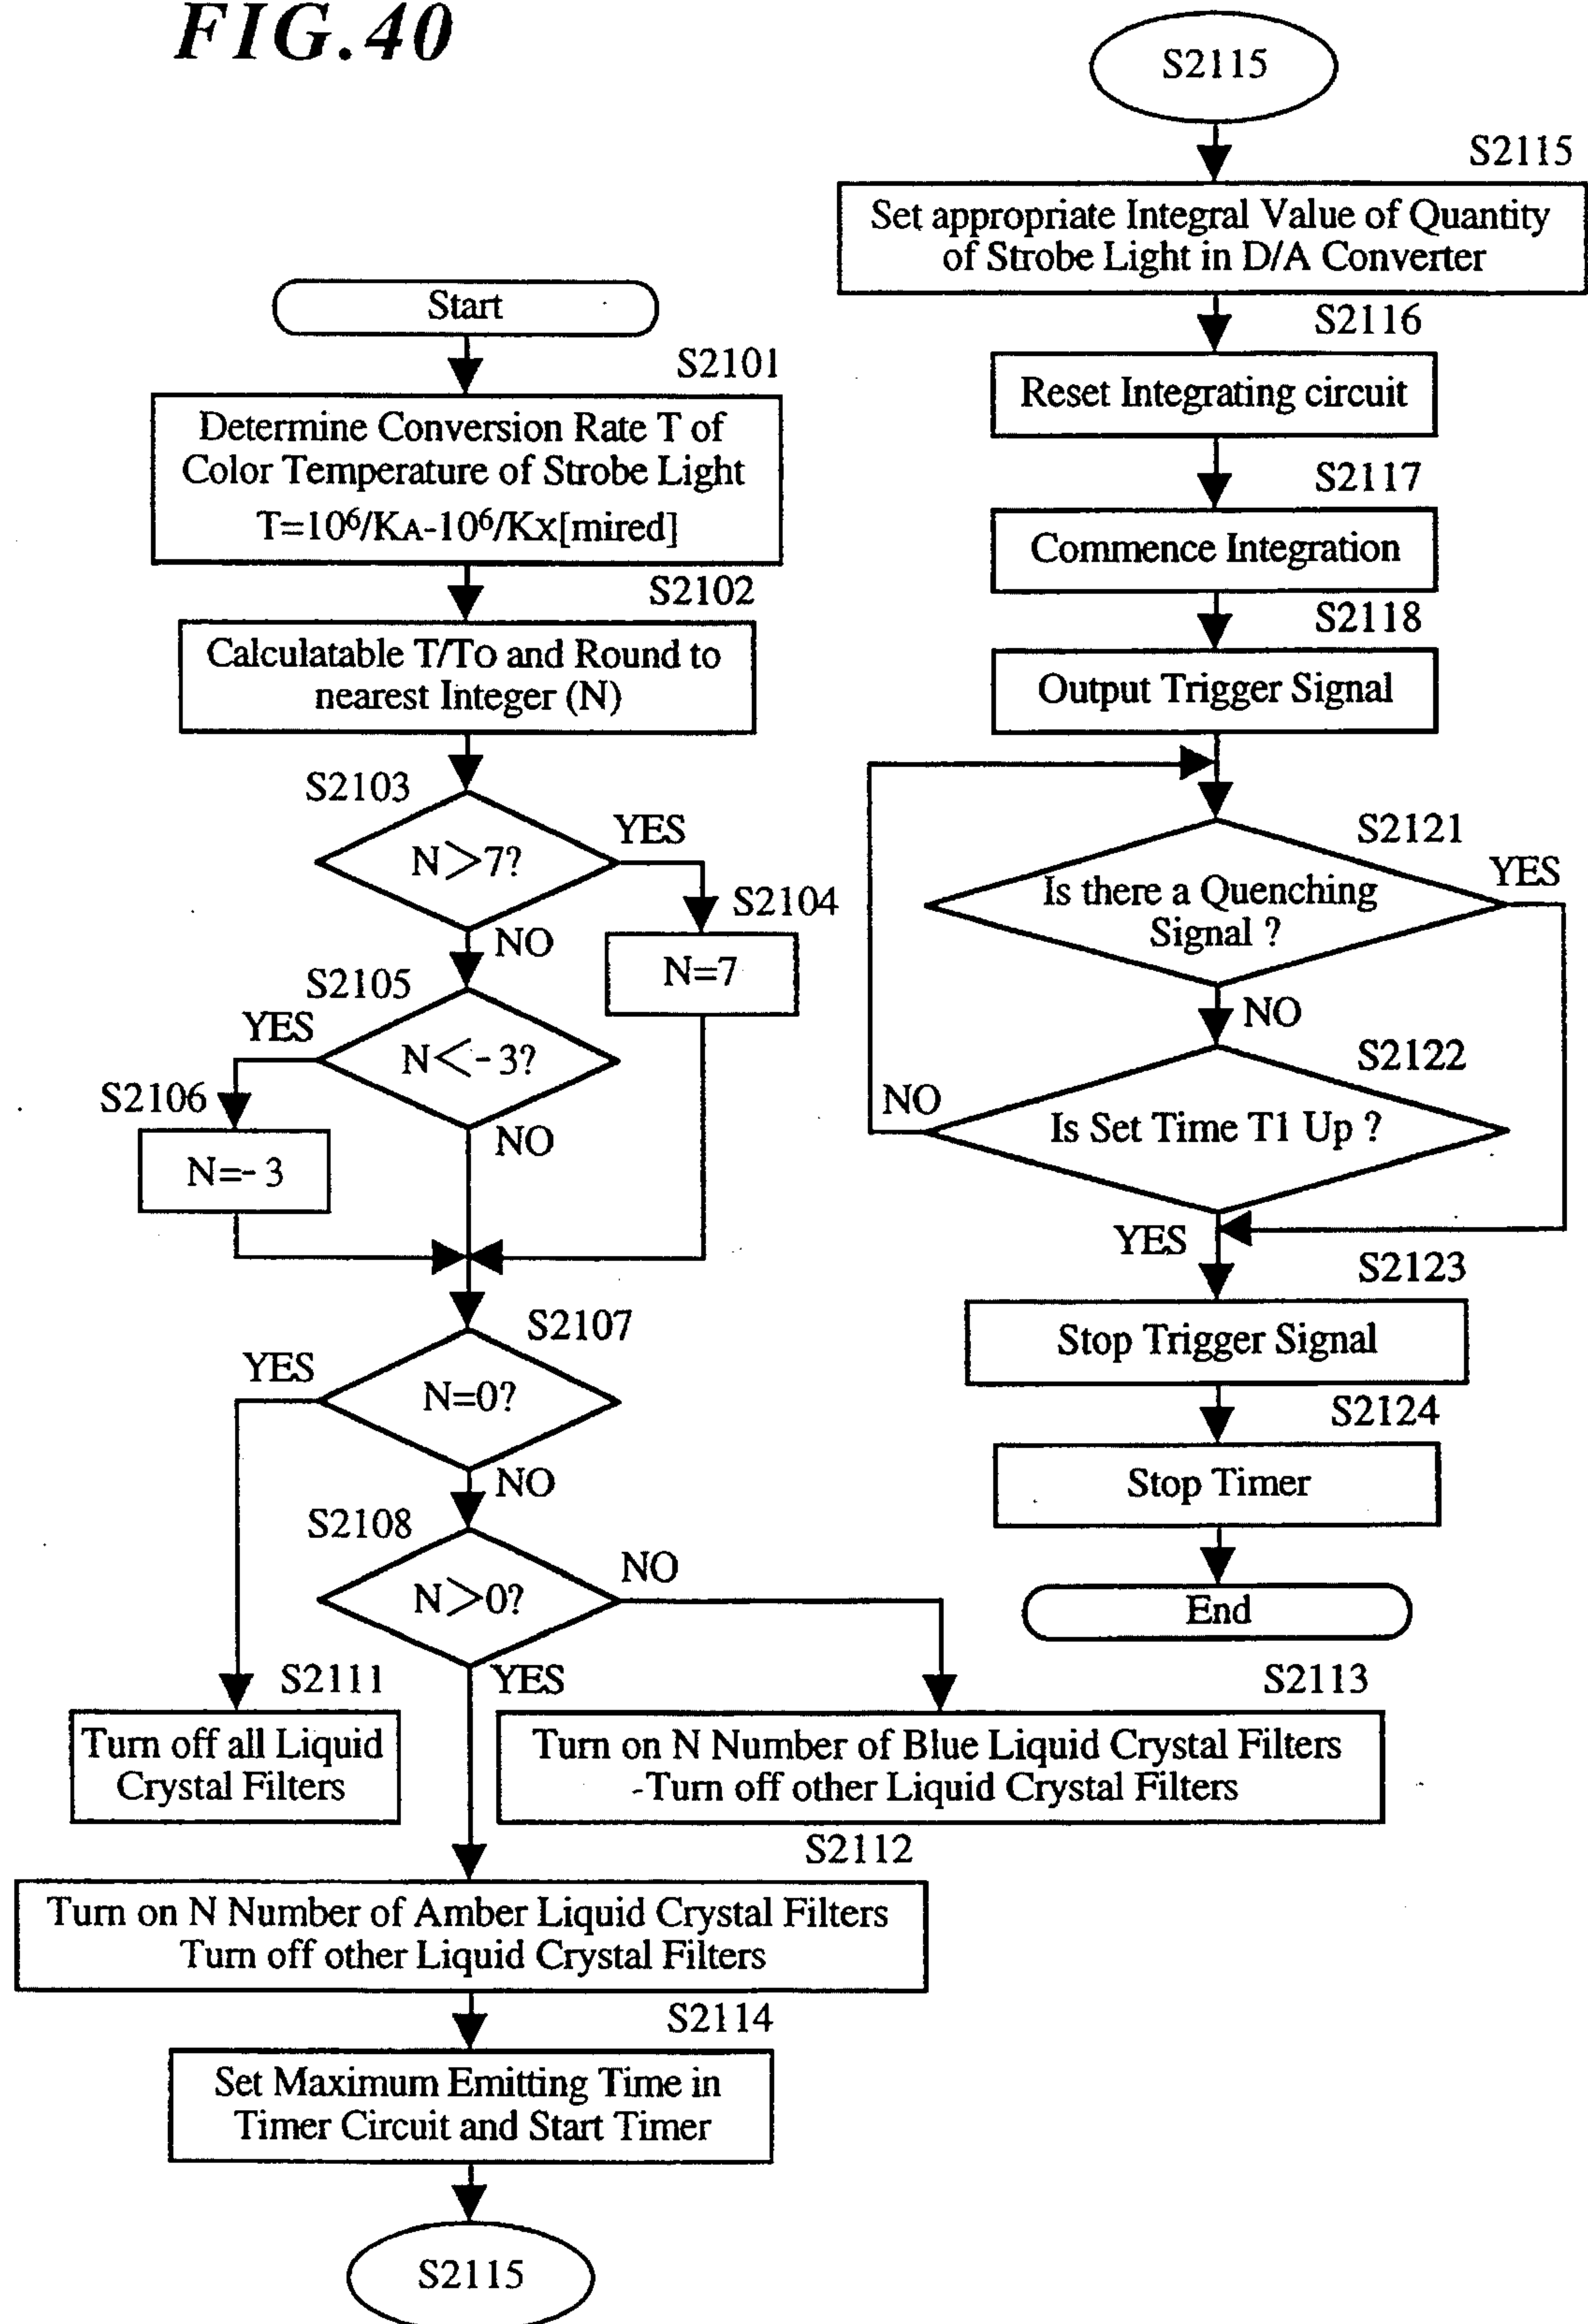 FIG.40
Start
S2101
Determine Conversion Rate T of
Color Temperature of Strobe Light
T=10⁶/KA-10⁶/KX[mired]
S2102
Calculatable T/To and Round to
nearest Integer (N)
S2103
N>7?
YES
NO
S2104
N=7
S2105
N<-3?
YES
NO
S2106
N=-3
S2107
N=0?
YES
NO
S2108
N>0?
NO
YES
S2111
Turn off all Liquid
Crystal Filters
S2113
Turn on N Number of Blue Liquid Crystal Filters
-Turn off other Liquid Crystal Filters
S2112
Turn on N Number of Amber Liquid Crystal Filters
Turn off other Liquid Crystal Filters
S2114
Set Maximum Emitting Time in
Timer Circuit and Start Timer
S2115
S2115
S2115
Set appropriate Integral Value of Quantity
of Strobe Light in D/A Converter
S2116
Reset Integrating circuit
S2117
Commence Integration
S2118
Output Trigger Signal
S2121
Is there a Quenching
Signal ?
YES
NO
S2122
Is Set Time T1 Up ?
NO
YES
S2123
Stop Trigger Signal
S2124
Stop Timer
End